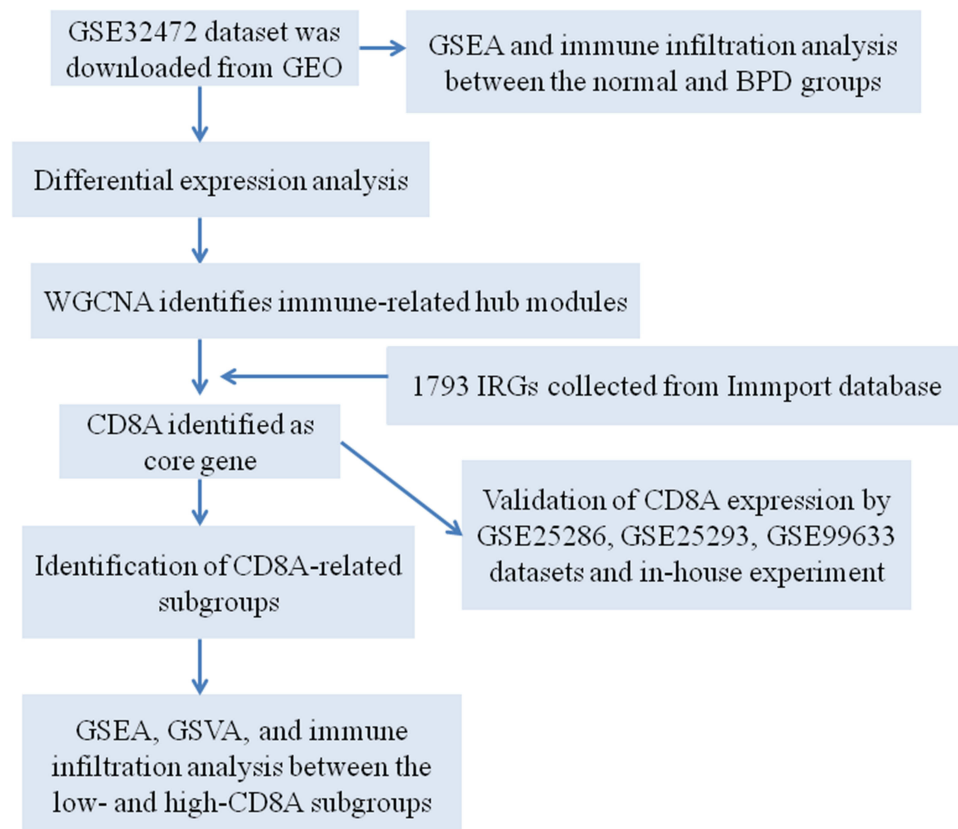 GSE32472 dataset was
downloaded from GEO
GSEA and immune infiltration analysis
between the normal and BPD groups
Differential expression analysis
WGCNA identifies immune-related hub modules
1793 IRGs collected from Immport database
CD8A identified as
core gene
Validation of CD8A expression by
GSE25286, GSE25293, GSE99633
datasets and in-house experiment
Identification of CD8A-related
subgroups
GSEA, GSVA, and immune
infiltration analysis between the
low- and high-CD8A subgroups